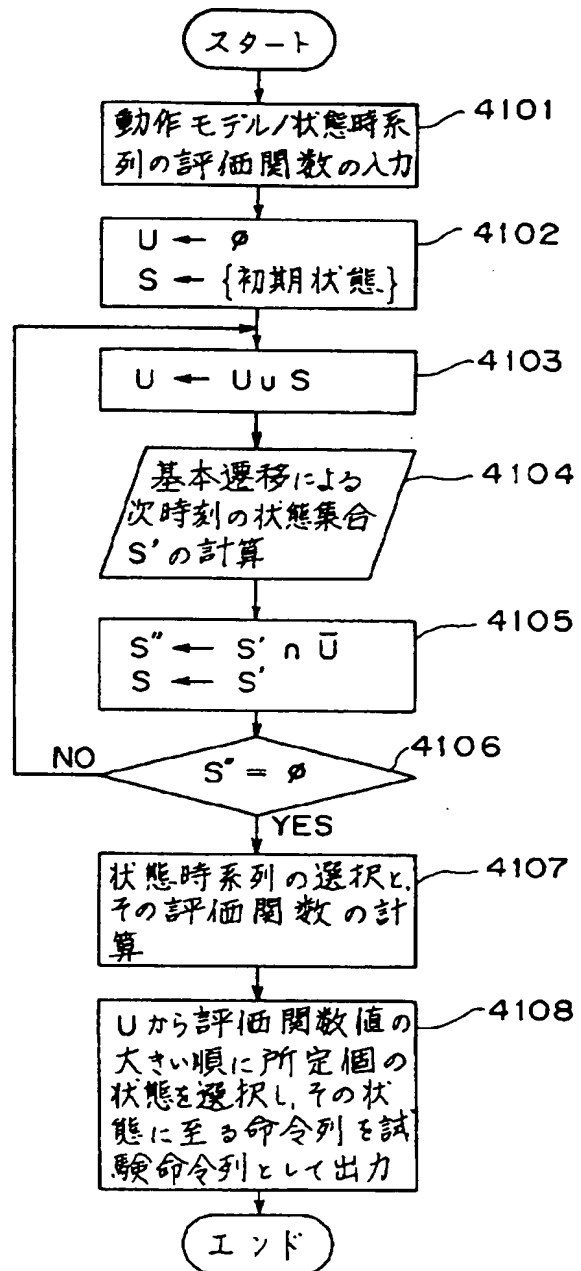 スタート
動作モデル/状態時系
列の評価関数の入力
4101
U ← φ
S ← {初期状態}
4102
U ← U ∪ S
4103
基本遷移による
次時刻の状態集合
S' の計算
4104
S'' ← S' ∩ Ū
S ← S'
4105
S'' = φ
4106
NO
YES
状態時系列の選択と,
その評価関数の計
算
4107
Uから評価関数値の
大きい順に所定個の
状態を選択し,その状
態に至る命令列を試
験命令列として出力
4108
エンド